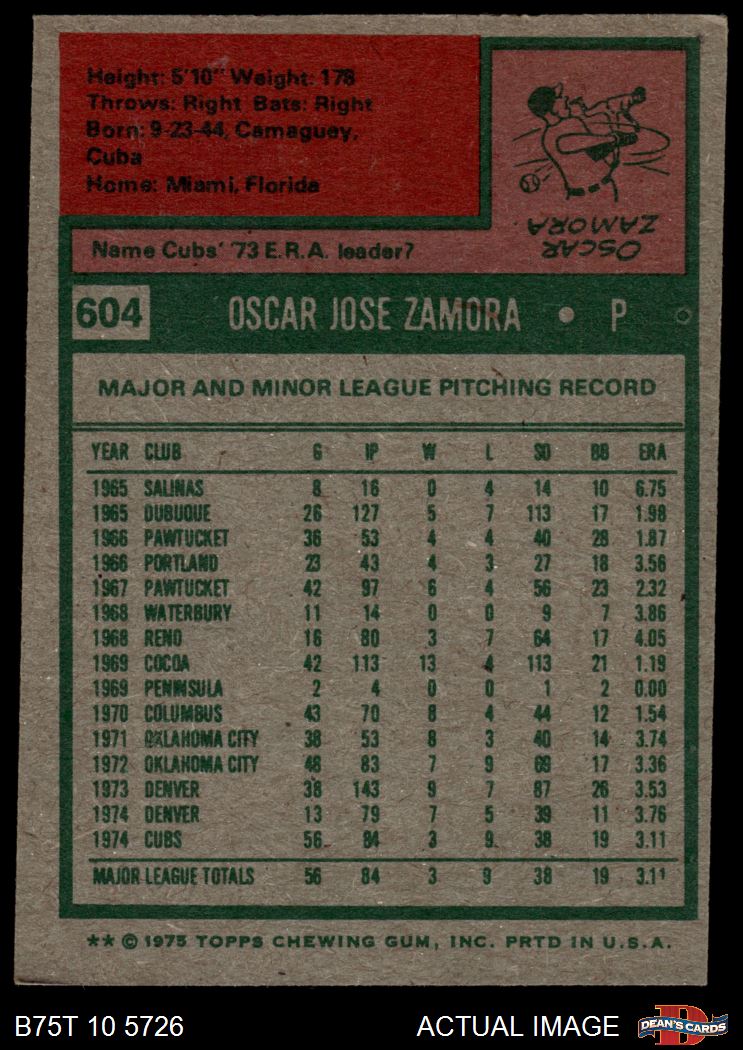 Height: 5'10" Weight: 178
Throws: Right Bats: Right
Born: 9-23-44, Camaguey,
Cuba
Home: Miami, Florida
OSCAR
ZAMORA
Name Cubs' '73 E.R.A. leader?
604 OSCAR JOSE ZAMORA • P
MAJOR AND MINOR LEAGUE PITCHING RECORD
YEAR CLUB G IP W L SO BB ERA
1965 SALINAS 8 16 0 4 14 10 6.75
1965 DUBUQUE 26 127 5 7 113 17 1.98
1966 PAWTUCKET 36 53 4 4 40 28 1.87
1966 PORTLAND 23 43 4 3 27 18 3.56
1967 PAWTUCKET 42 97 6 4 56 23 2.32
1968 WATERBURY 11 14 0 0 9 7 3.86
1968 RENO 16 80 3 7 64 17 4.05
1969 COCOA 42 113 13 4 113 21 1.19
1969 PENINSULA 2 4 0 0 1 2 0.00
1970 COLUMBUS 43 70 8 4 44 12 1.54
1971 OKLAHOMA CITY 38 53 8 3 40 14 3.74
1972 OKLAHOMA CITY 48 83 7 9 69 17 3.36
1973 DENVER 38 143 9 7 87 26 3.53
1974 DENVER 13 79 7 5 39 11 3.76
1974 CUBS 56 84 3 9 38 19 3.11
MAJOR LEAGUE TOTALS 56 84 3 9 38 19 3.11
** © 1975 TOPPS CHEWING GUM, INC. PRTD IN U.S.A.
B75T 10 5726 ACTUAL IMAGE D DEAN'S CARDS